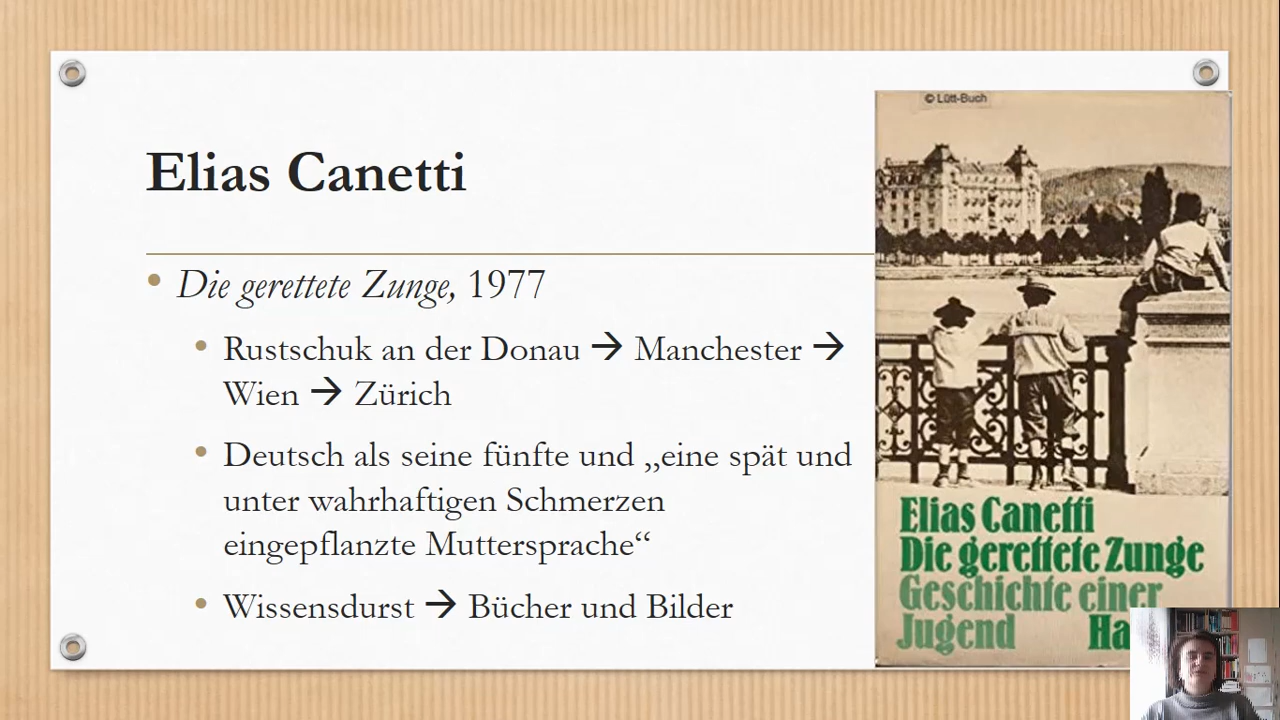 Elias Canetti
Die gerettete Zunge, 1977
Rustschuk an der Donau → Manchester →
Wien → Zürich
Deutsch als seine fünfte und „eine spät und
unter wahrhaftigen Schmerzen
eingepflanzte Muttersprache“
Wissensdurst → Bücher und Bilder
© Lütt-Buch
Elias Canetti
Die gerettete Zunge
Geschichte einer
Jugend Ha